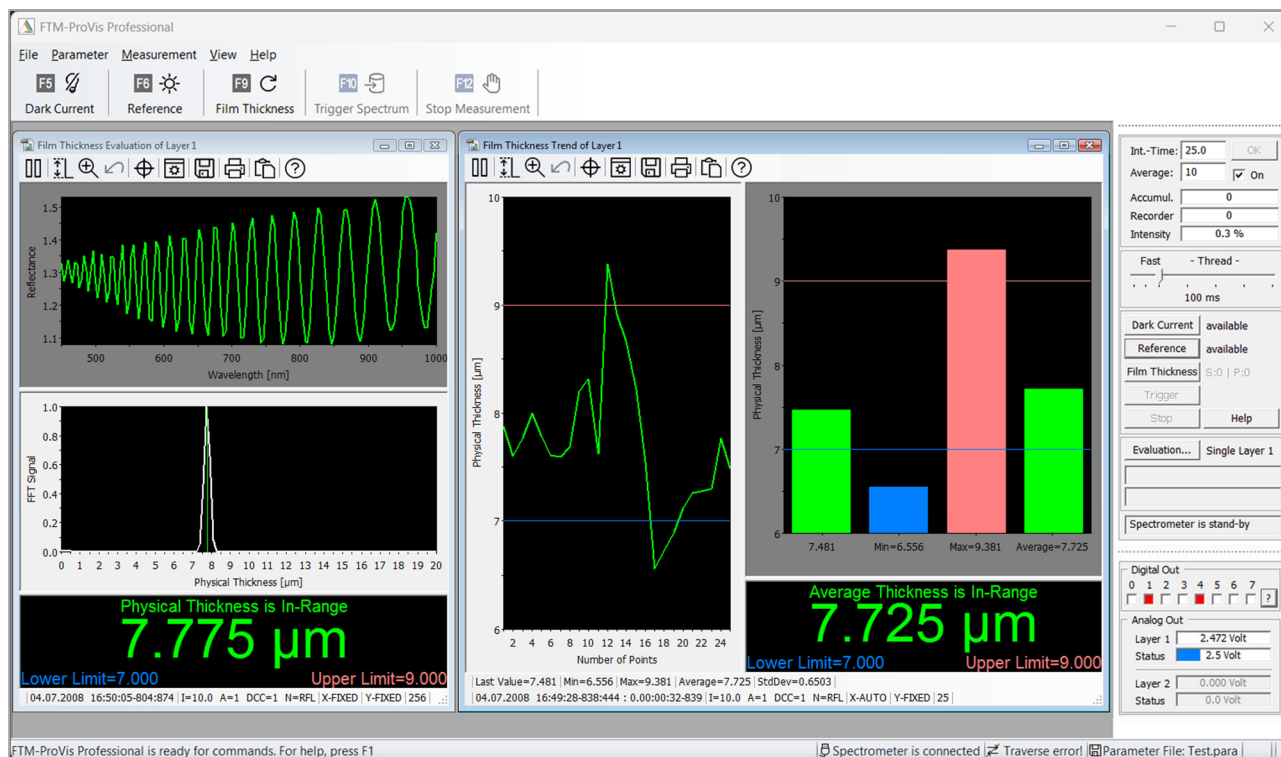 FTM-ProVis Professional
File Parameter Measurement View Help
F5 F6 F9 F10 F12
Dark Current Reference Film Thickness Trigger Spectrum Stop Measurement
Film Thickness Evaluation of Layer1
1.5
1.4
1.3
1.2
1.1
Reflectance
500 600 700 800 900 1000
Wavelength [nm]
1.0
0.8
0.6
0.4
0.2
0.0
FFT Signal
0 1 2 3 4 5 6 7 8 9 10 11 12 13 14 15 16 17 18 19 20
Physical Thickness [µm]
Physical Thickness is In-Range
7.775 µm
Lower Limit=7.000 Upper Limit=9.000
04.07.2008 16:50:05-804:874 I=10.0 A=1 DCC=1 N=RFL X-FIXED Y-FIXED 256
Film Thickness Trend of Layer1
10
9
8
7
6
Physical Thickness [µm]
2 4 6 8 10 12 14 16 18 20 22 24
Number of Points
10
9
8
7
6
Physical Thickness [µm]
7.481 Min=6.556 Max=9.381 Average=7.725
Average Thickness is In-Range
7.725 µm
Lower Limit=7.000 Upper Limit=9.000
Last Value=7.481 Min=6.556 Max=9.381 Average=7.725 StdDev=0.6503
04.07.2008 16:49:28-838:444 : 0.00:00:32-839 I=10.0 A=1 DCC=1 N=RFL X-AUTO Y-FIXED 25
Int.-Time: 25.0 OK
Average: 10 On
Accumul. 0
Recorder 0
Intensity 0.3 %
Fast - Thread -
100 ms
Dark Current available
Reference available
Film Thickness S:0 | P:0
Trigger
Stop Help
Evaluation... Single Layer 1
Spectrometer is stand-by
Digital Out
0 1 2 3 4 5 6 7
?
Analog Out
Layer 1 2.472 Volt
Status 2.5 Volt
Layer 2 0.000 Volt
Status 0.0 Volt
FTM-ProVis Professional is ready for commands. For help, press F1
Spectrometer is connected Traverse error! Parameter File: Test.para